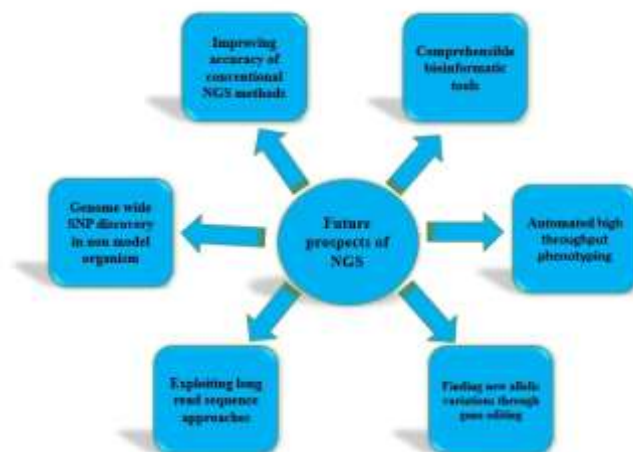 Improving
accuracy of
conventional
NGS methods
Comprehensible
bioinformatic
tools
Genome wide
SNP discovery
in non model
organism
Future
prospects of
NGS
Automated high
throughput
phenotyping
Exploiting long
read sequence
approaches
Finding new allelic
variations through
gene editing